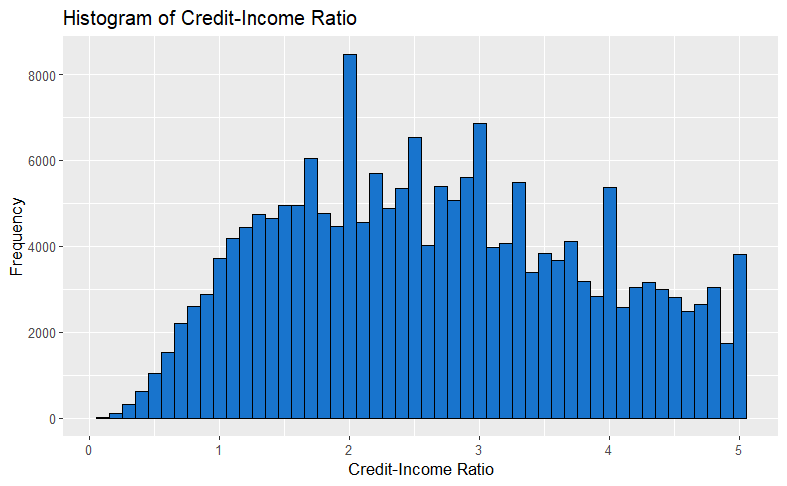 Histogram of Credit-Income Ratio
8000
6000
4000
2000
0
Frequency
0 1 2 3 4 5
Credit-Income Ratio